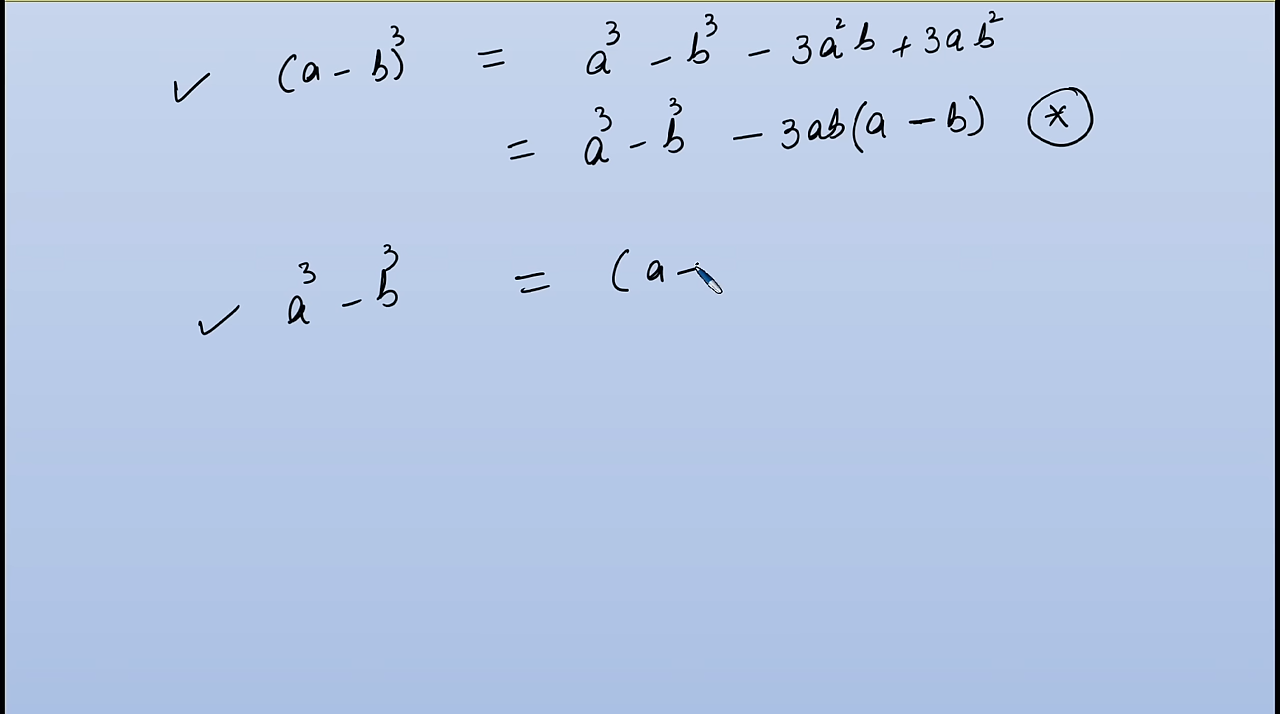 ✓ (a - b)³ = a³ - b³ - 3a²b + 3ab²
= a³ - b³ - 3ab(a - b) (*)
✓ a³ - b³ = (a -